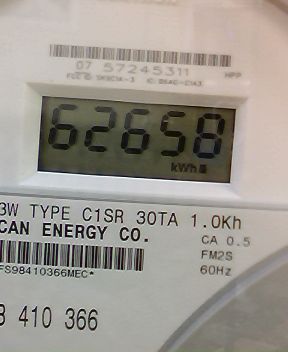 07 57245311
HPP
62658
kWh
3W TYPE C1SR 30TA 1.0Kh
CAN ENERGY CO.
CA 0.5
FM2S
60Hz
FS98410366MEC*
410 366